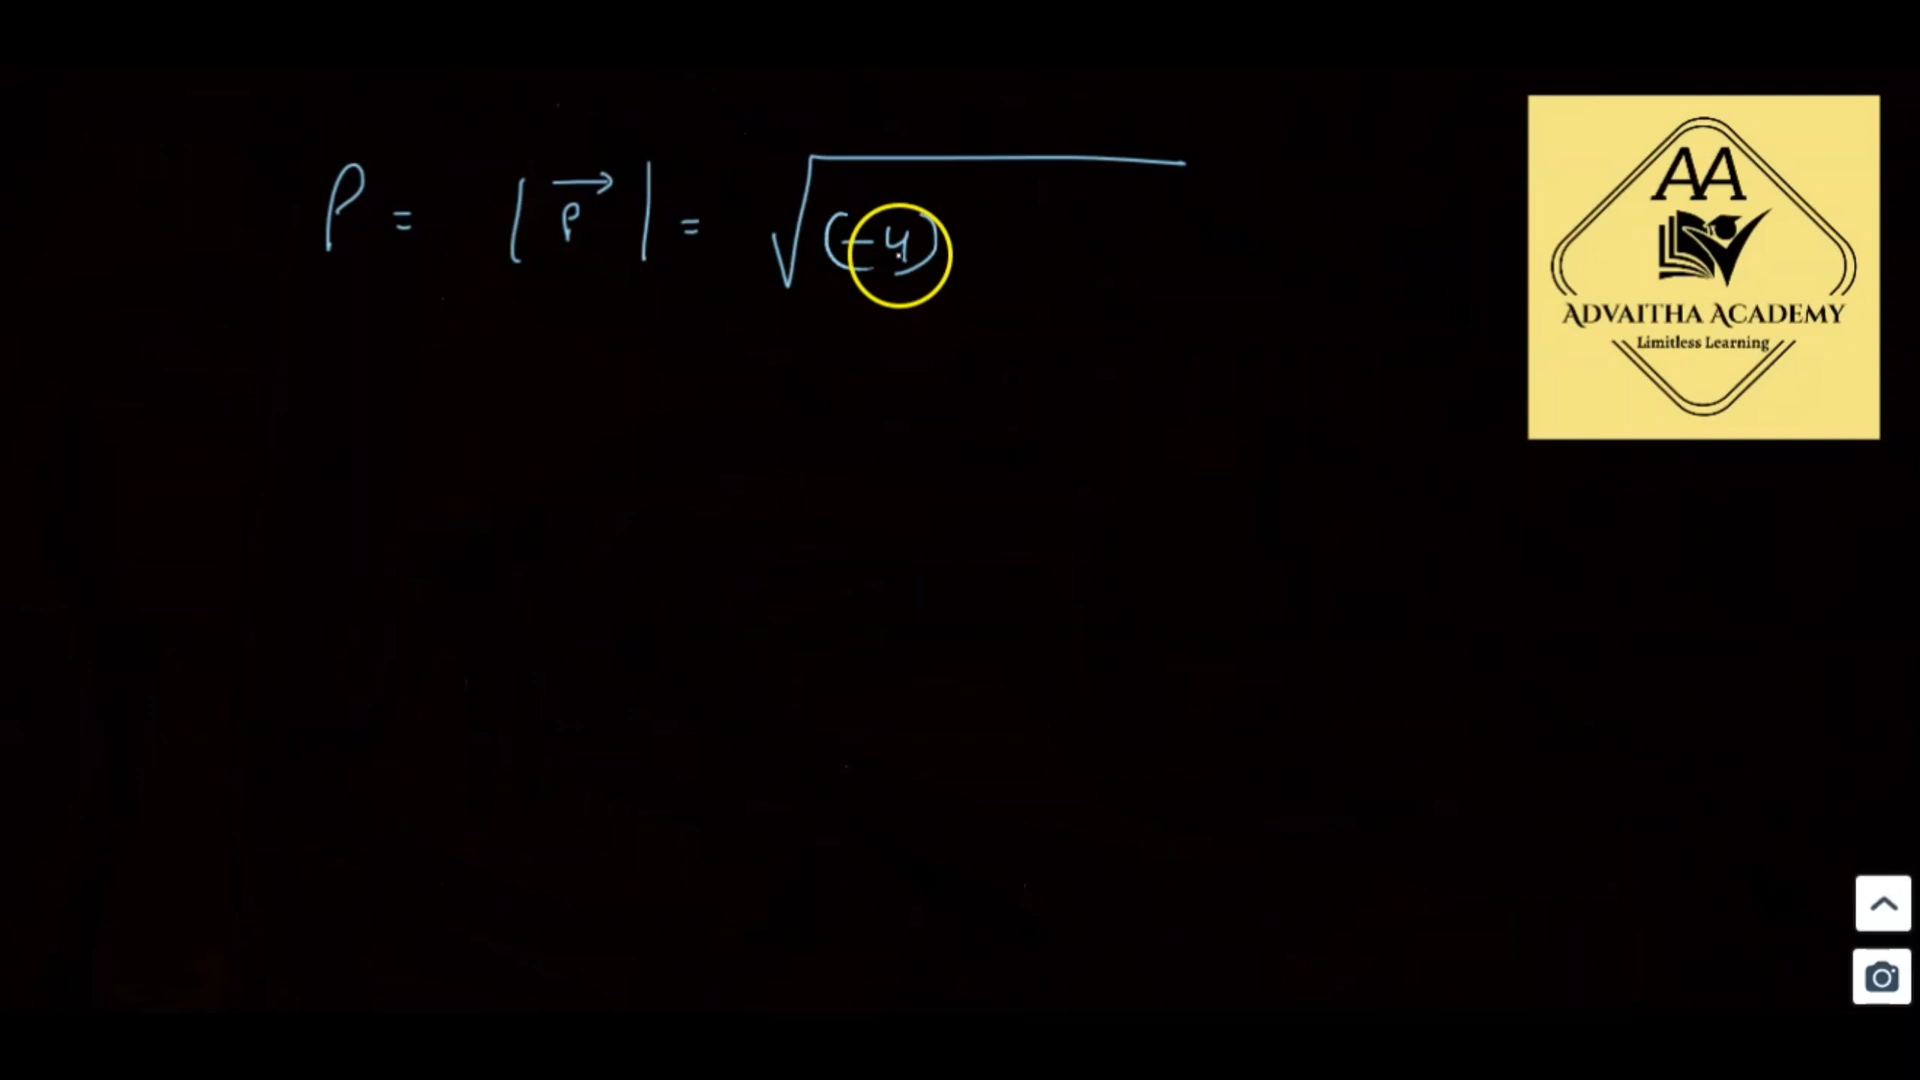 P = | p⃗ | = √(-4)
AA
ADVAITHA ACADEMY
Limitless Learning